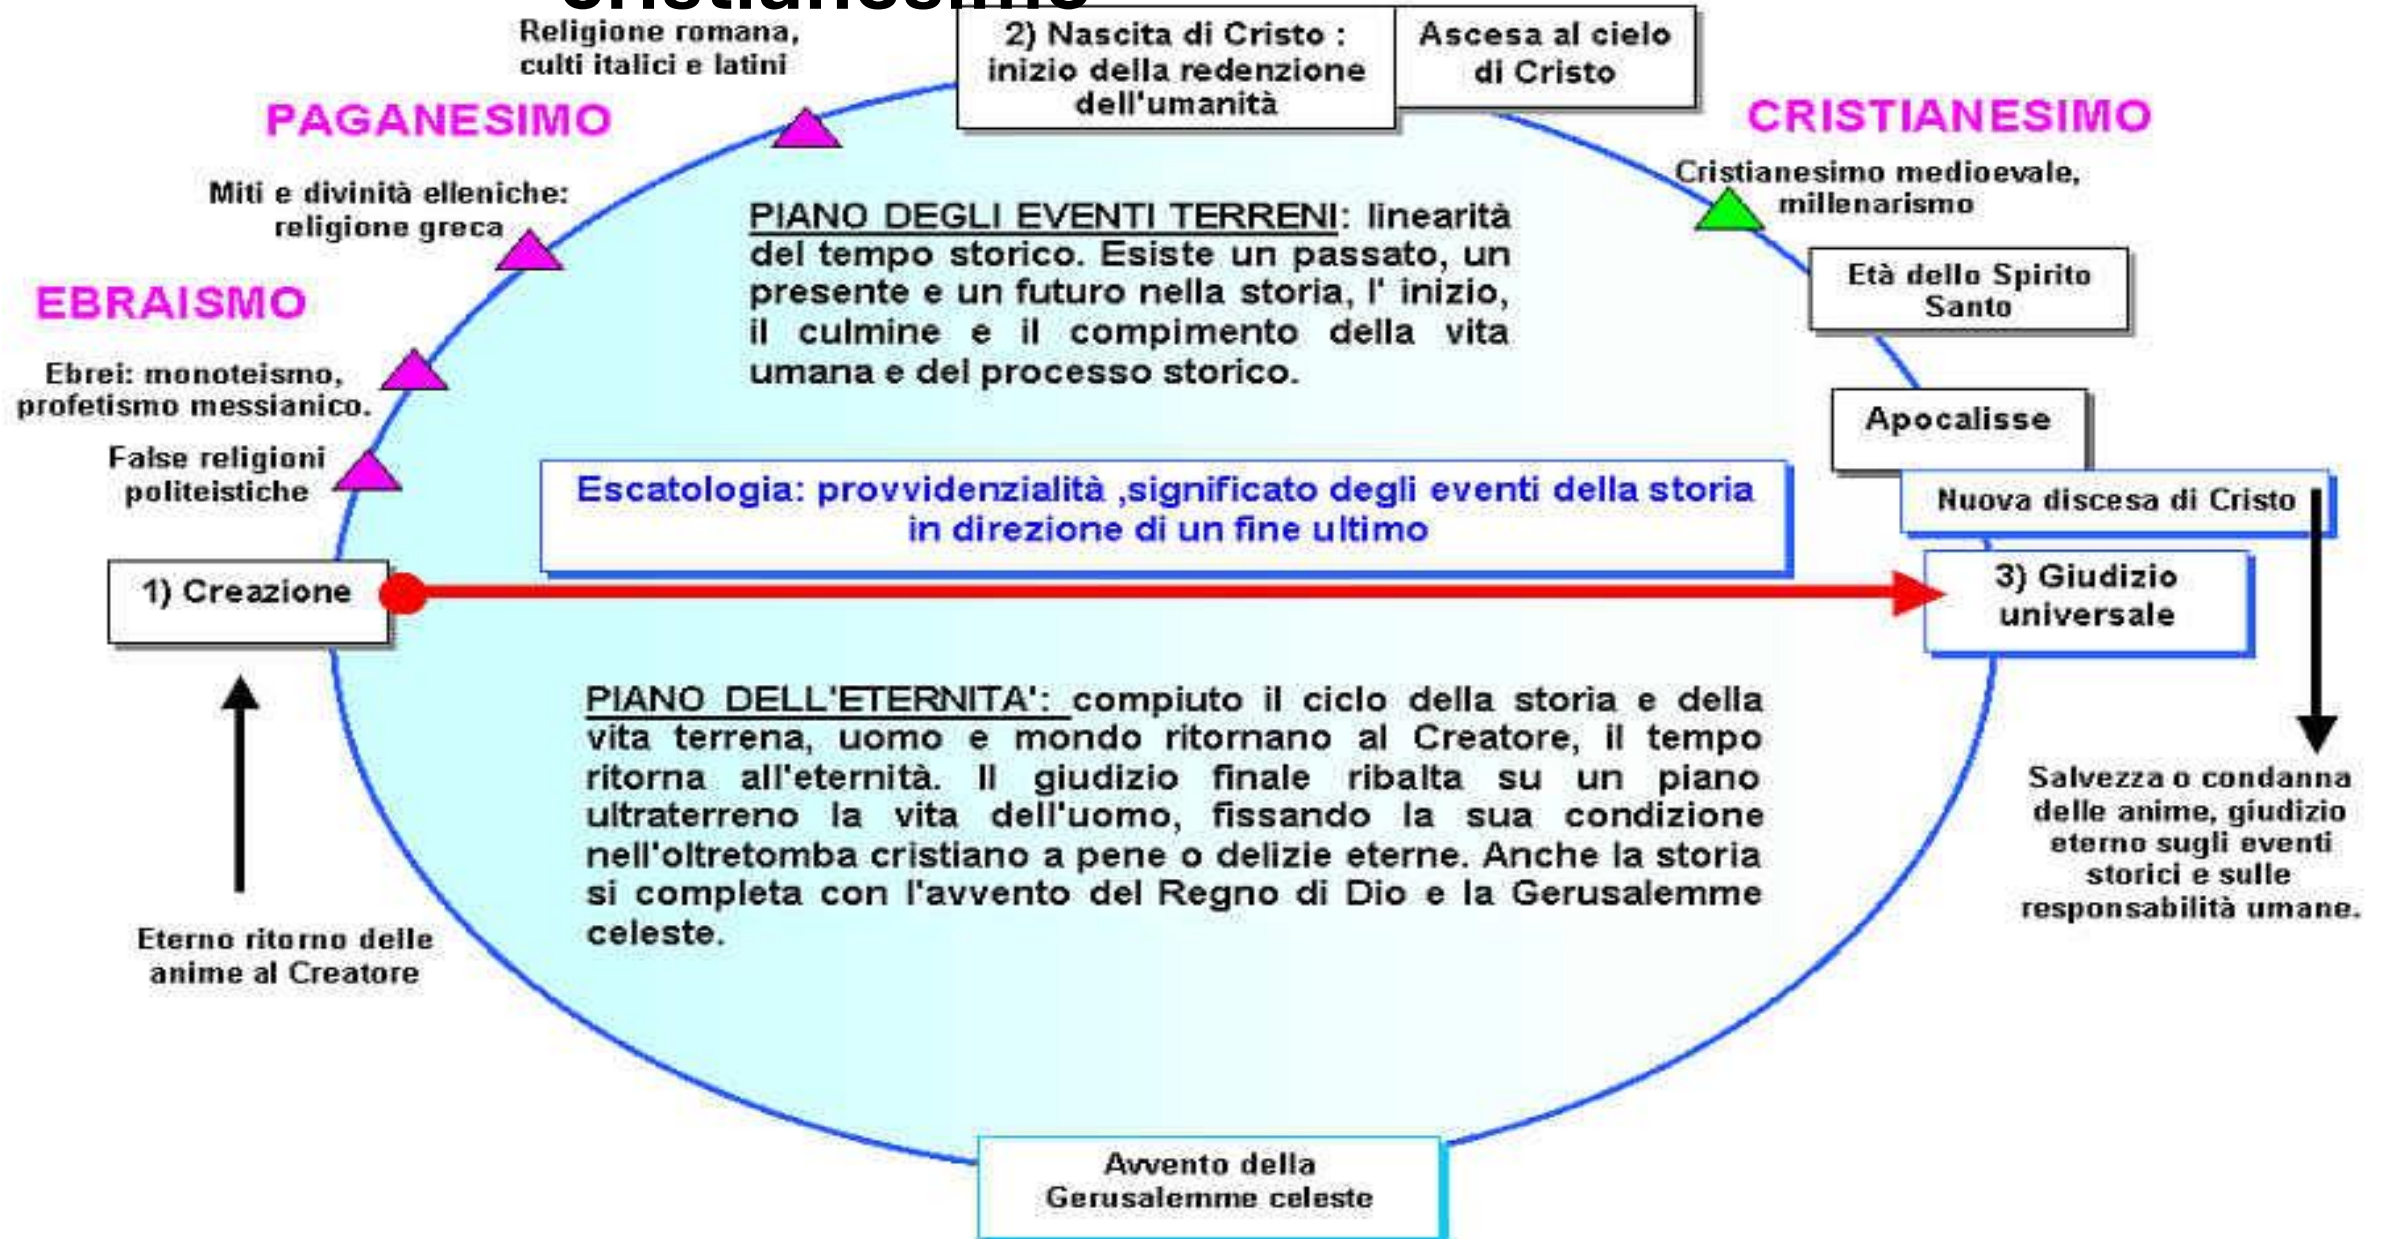 cristianesimo
Religione romana,
culti italici e latini
2) Nascita di Cristo :
inizio della redenzione
dell'umanità
Ascesa al cielo
di Cristo
PAGANESIMO
CRISTIANESIMO
Miti e divinità elleniche:
religione greca
Cristianesimo medioevale,
millenarismo
PIANO DEGLI EVENTI TERRENI: linearità
del tempo storico. Esiste un passato, un
presente e un futuro nella storia, l' inizio,
il culmine e il compimento della vita
umana e del processo storico.
Età dello Spirito
Santo
EBRAISMO
Ebrei: monoteismo,
profetismo messianico.
Apocalisse
False religioni
politeistiche
Escatologia: provvidenzialità ,significato degli eventi della storia
in direzione di un fine ultimo
Nuova discesa di Cristo
1) Creazione
3) Giudizio
universale
PIANO DELL'ETERNITA': compiuto il ciclo della storia e della
vita terrena, uomo e mondo ritornano al Creatore, il tempo
ritorna all'eternità. Il giudizio finale ribalta su un piano
ultraterreno la vita dell'uomo, fissando la sua condizione
nell'oltretomba cristiano a pene o delizie eterne. Anche la storia
si completa con l'avvento del Regno di Dio e la Gerusalemme
celeste.
Salvezza o condanna
delle anime, giudizio
eterno sugli eventi
storici e sulle
responsabilità umane.
Eterno ritorno delle
anime al Creatore
Avvento della
Gerusalemme celeste